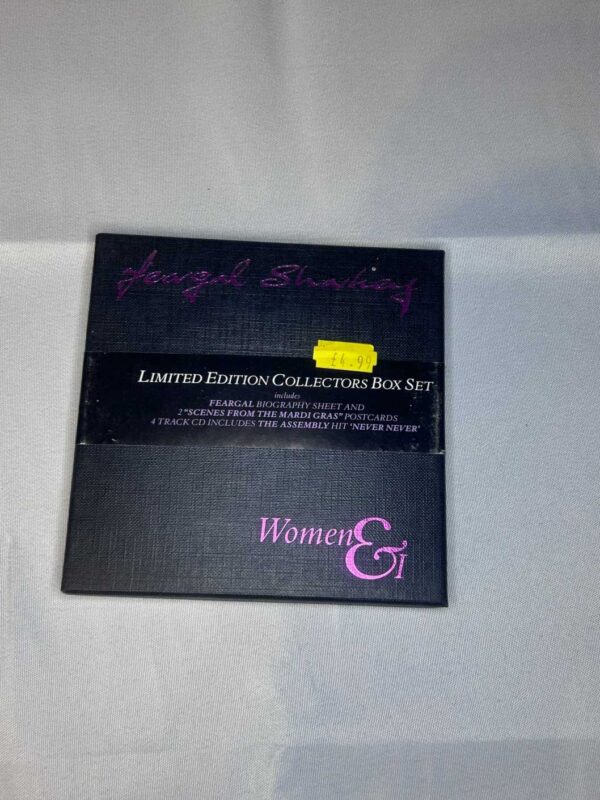 Feargal Sharkey
£4.99
LIMITED EDITION COLLECTORS BOX SET
includes
FEARGAL BIOGRAPHY SHEET AND
2 "SCENES FROM THE MARDI GRAS" POSTCARDS
4 TRACK CD INCLUDES THE ASSEMBLY HIT 'NEVER NEVER'
Women & I